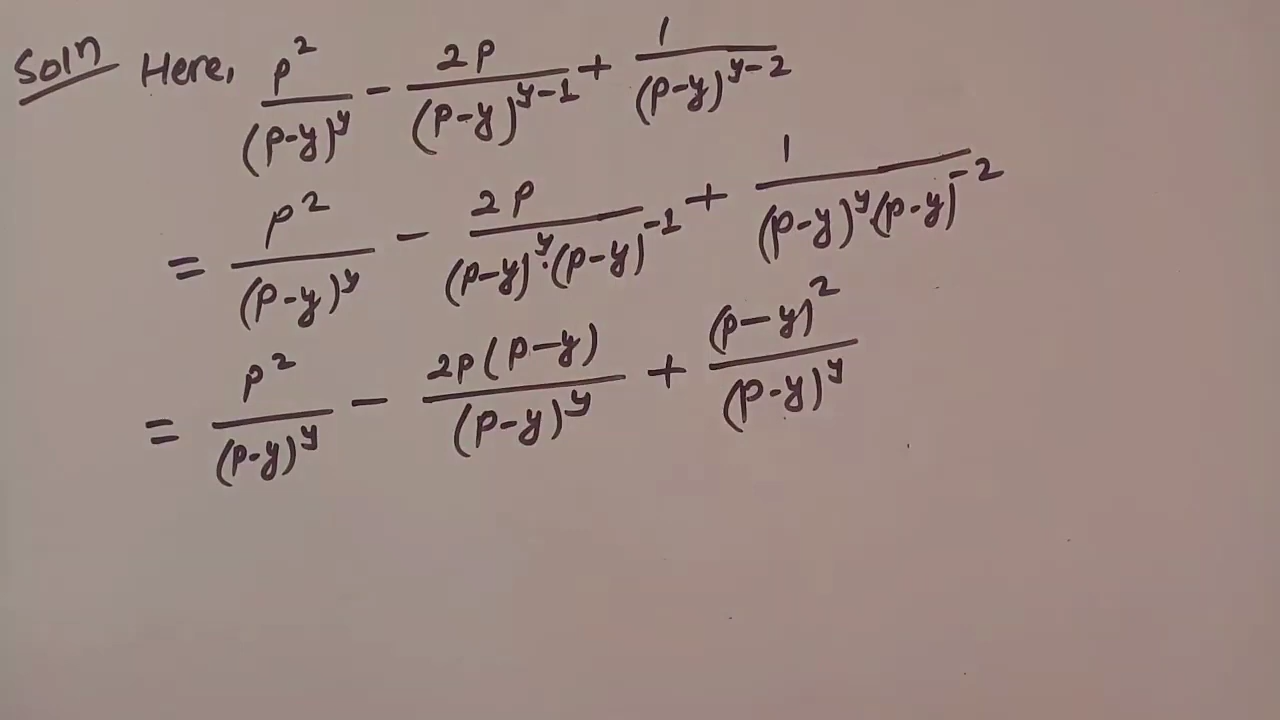 Soln Here, p²/(p-y)^y - 2p/(p-y)^(y-1) + 1/(p-y)^(y-2)
= p²/(p-y)^y - 2p/((p-y)^y·(p-y)^-1) + 1/((p-y)^y·(p-y)^-2)
= p²/(p-y)^y - 2p(p-y)/(p-y)^y + (p-y)²/(p-y)^y